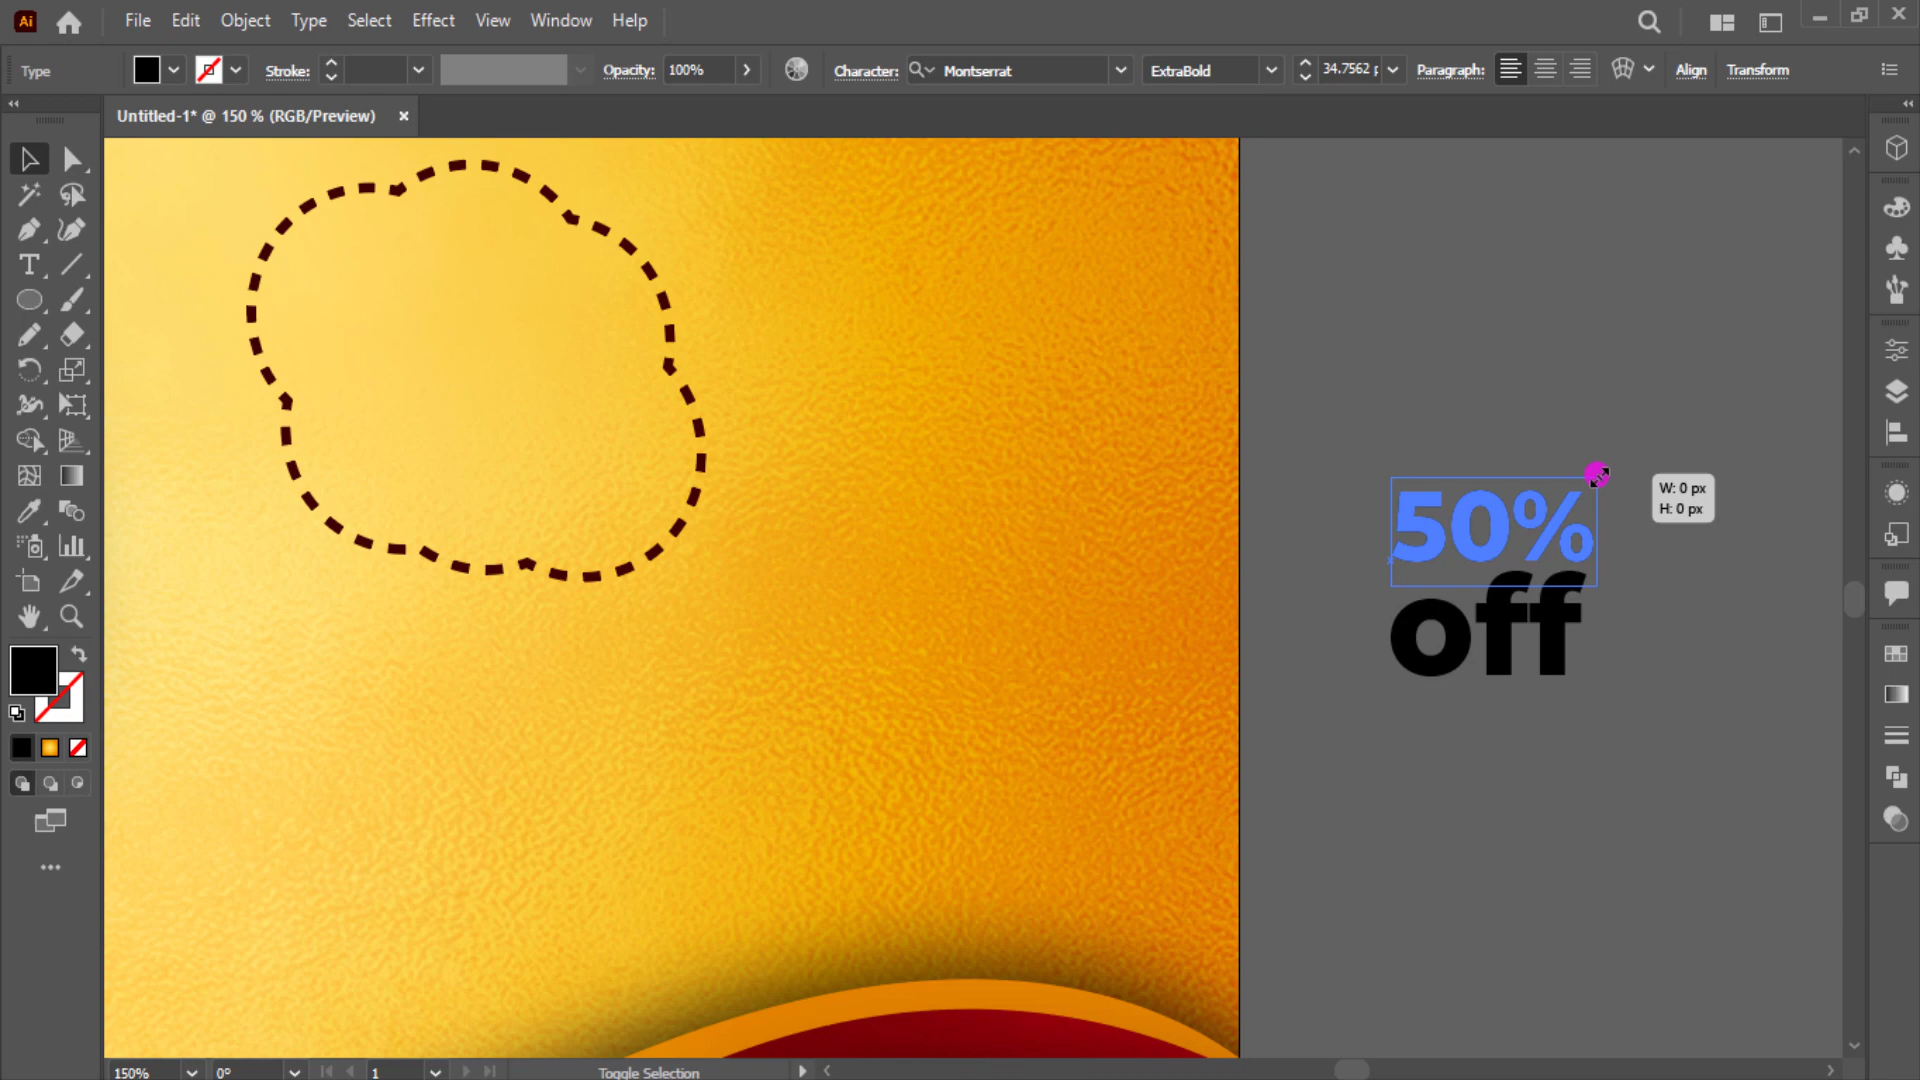 Ai
File Edit Object Type Select Effect View Window Help
Type Stroke: Opacity: 100% Character: Montserrat ExtraBold 34.7562 p Paragraph: Align Transform
Untitled-1* @ 150 % (RGB/Preview)
W: 0 px
H: 0 px
50%
off
150% 0° 1 Toggle Selection